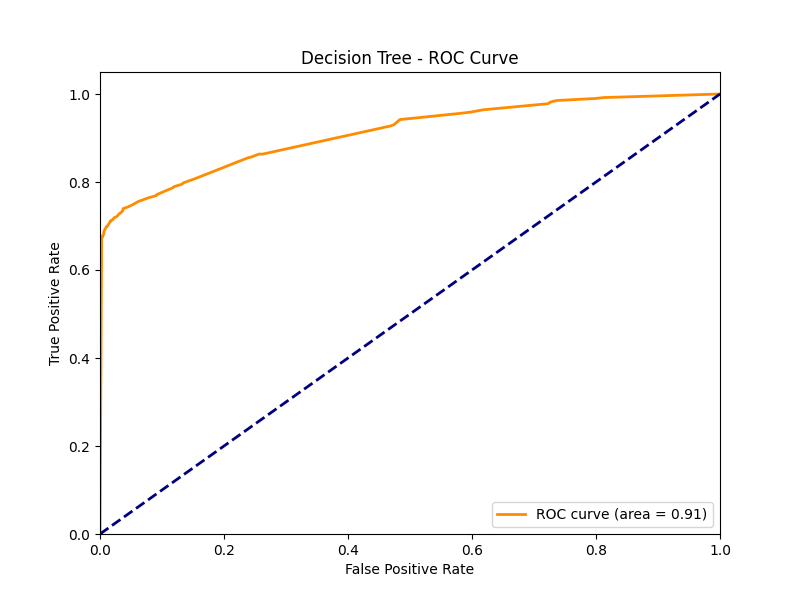 Decision Tree - ROC Curve
True Positive Rate
1.0
0.8
0.6
0.4
0.2
0.0
ROC curve (area = 0.91)
0.0 0.2 0.4 0.6 0.8 1.0
False Positive Rate